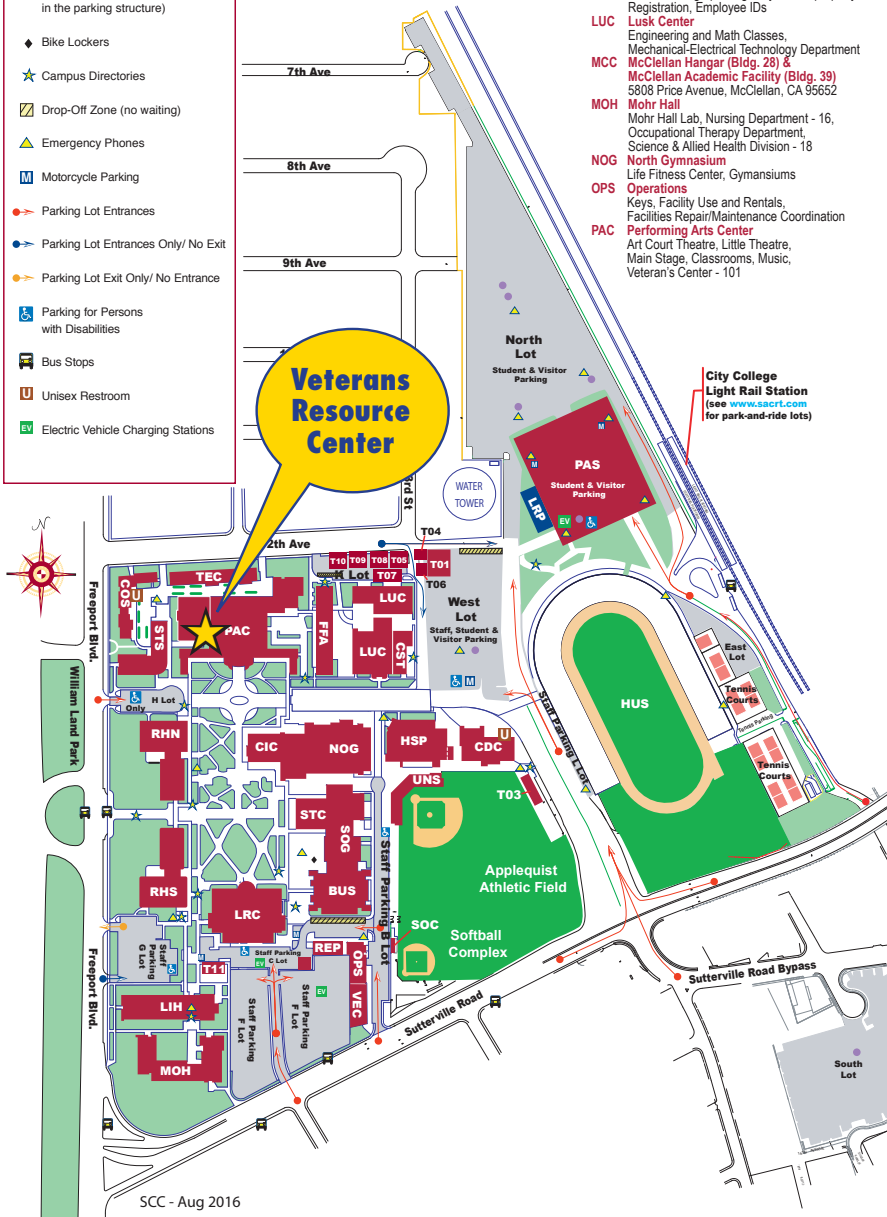 in the parking structure)
Bike Lockers
Campus Directories
Drop-Off Zone (no waiting)
Emergency Phones
M Motorcycle Parking
Parking Lot Entrances
Parking Lot Entrances Only/ No Exit
Parking Lot Exit Only/ No Entrance
Parking for Persons
with Disabilities
Bus Stops
U Unisex Restroom
EV Electric Vehicle Charging Stations
Registration, Employee IDs
LUC Lusk Center
Engineering and Math Classes,
Mechanical-Electrical Technology Department
MCC McClellan Hangar (Bldg. 28) &
McClellan Academic Facility (Bldg. 39)
5808 Price Avenue, McClellan, CA 95652
MOH Mohr Hall
Mohr Hall Lab, Nursing Department - 16,
Occupational Therapy Department,
Science & Allied Health Division - 18
NOG North Gymnasium
Life Fitness Center, Gymansiums
OPS Operations
Keys, Facility Use and Rentals,
Facilities Repair/Maintenance Coordination
PAC Performing Arts Center
Art Court Theatre, Little Theatre,
Main Stage, Classrooms, Music,
Veteran's Center - 101
7th Ave
8th Ave
9th Ave
North
Lot
Student & Visitor
Parking
City College
Light Rail Station
(see www.sacrt.com
for park-and-ride lots)
Veterans
Resource
Center
M
PAS
M
Student & Visitor
Parking
LRP
EV
WATER
TOWER
3rd St
2th Ave
T04
T10
T09
T08
T05
T01
K Lot
T07
T06
N
Freeport Blvd.
COS
U
TEC
STS
PAC
FFA
LUC
LUC
CST
West
Lot
Staff, Student &
Visitor Parking
M
William Land Park
Only
H Lot
HUS
East
Lot
Tennis
Courts
Tennis Parking
Tennis
Courts
Staff Parking L Lot
RHN
CIC
NOG
HSP
CDC
U
UNS
T03
STC
SOG
BUS
Staff Parking B Lot
Applequist
Athletic Field
RHS
LRC
SOC
Softball
Complex
Freeport Blvd.
Staff
Parking
G Lot
M
T11
Staff Parking
C Lot
EV
REP
OPS
VEC
Staff Parking
F Lot
Staff Parking
F Lot
EV
LIH
MOH
Sutterville Road
Sutterville Road Bypass
South
Lot
SCC - Aug 2016